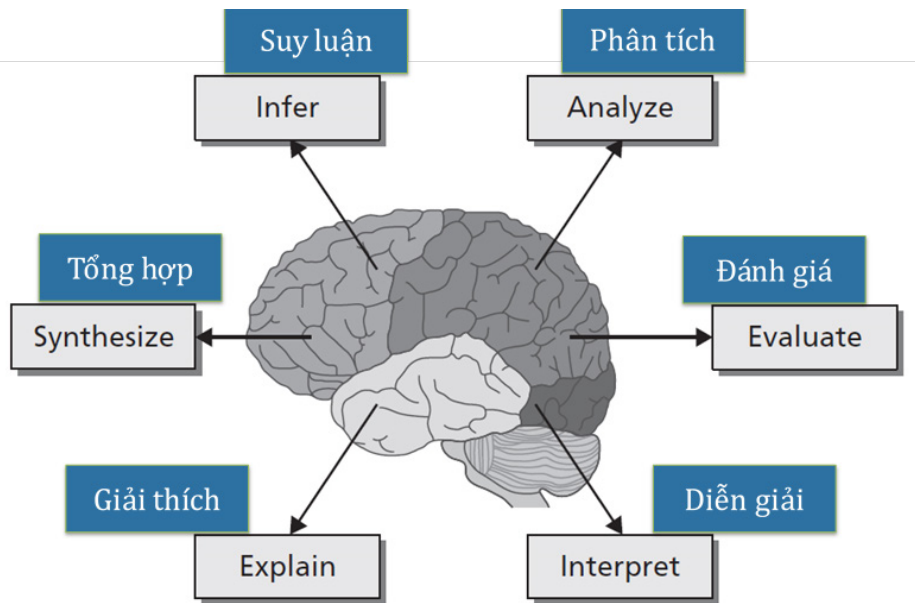 Suy luận
Infer
Phân tích
Analyze
Tổng hợp
Synthesize
Đánh giá
Evaluate
Giải thích
Explain
Diễn giải
Interpret